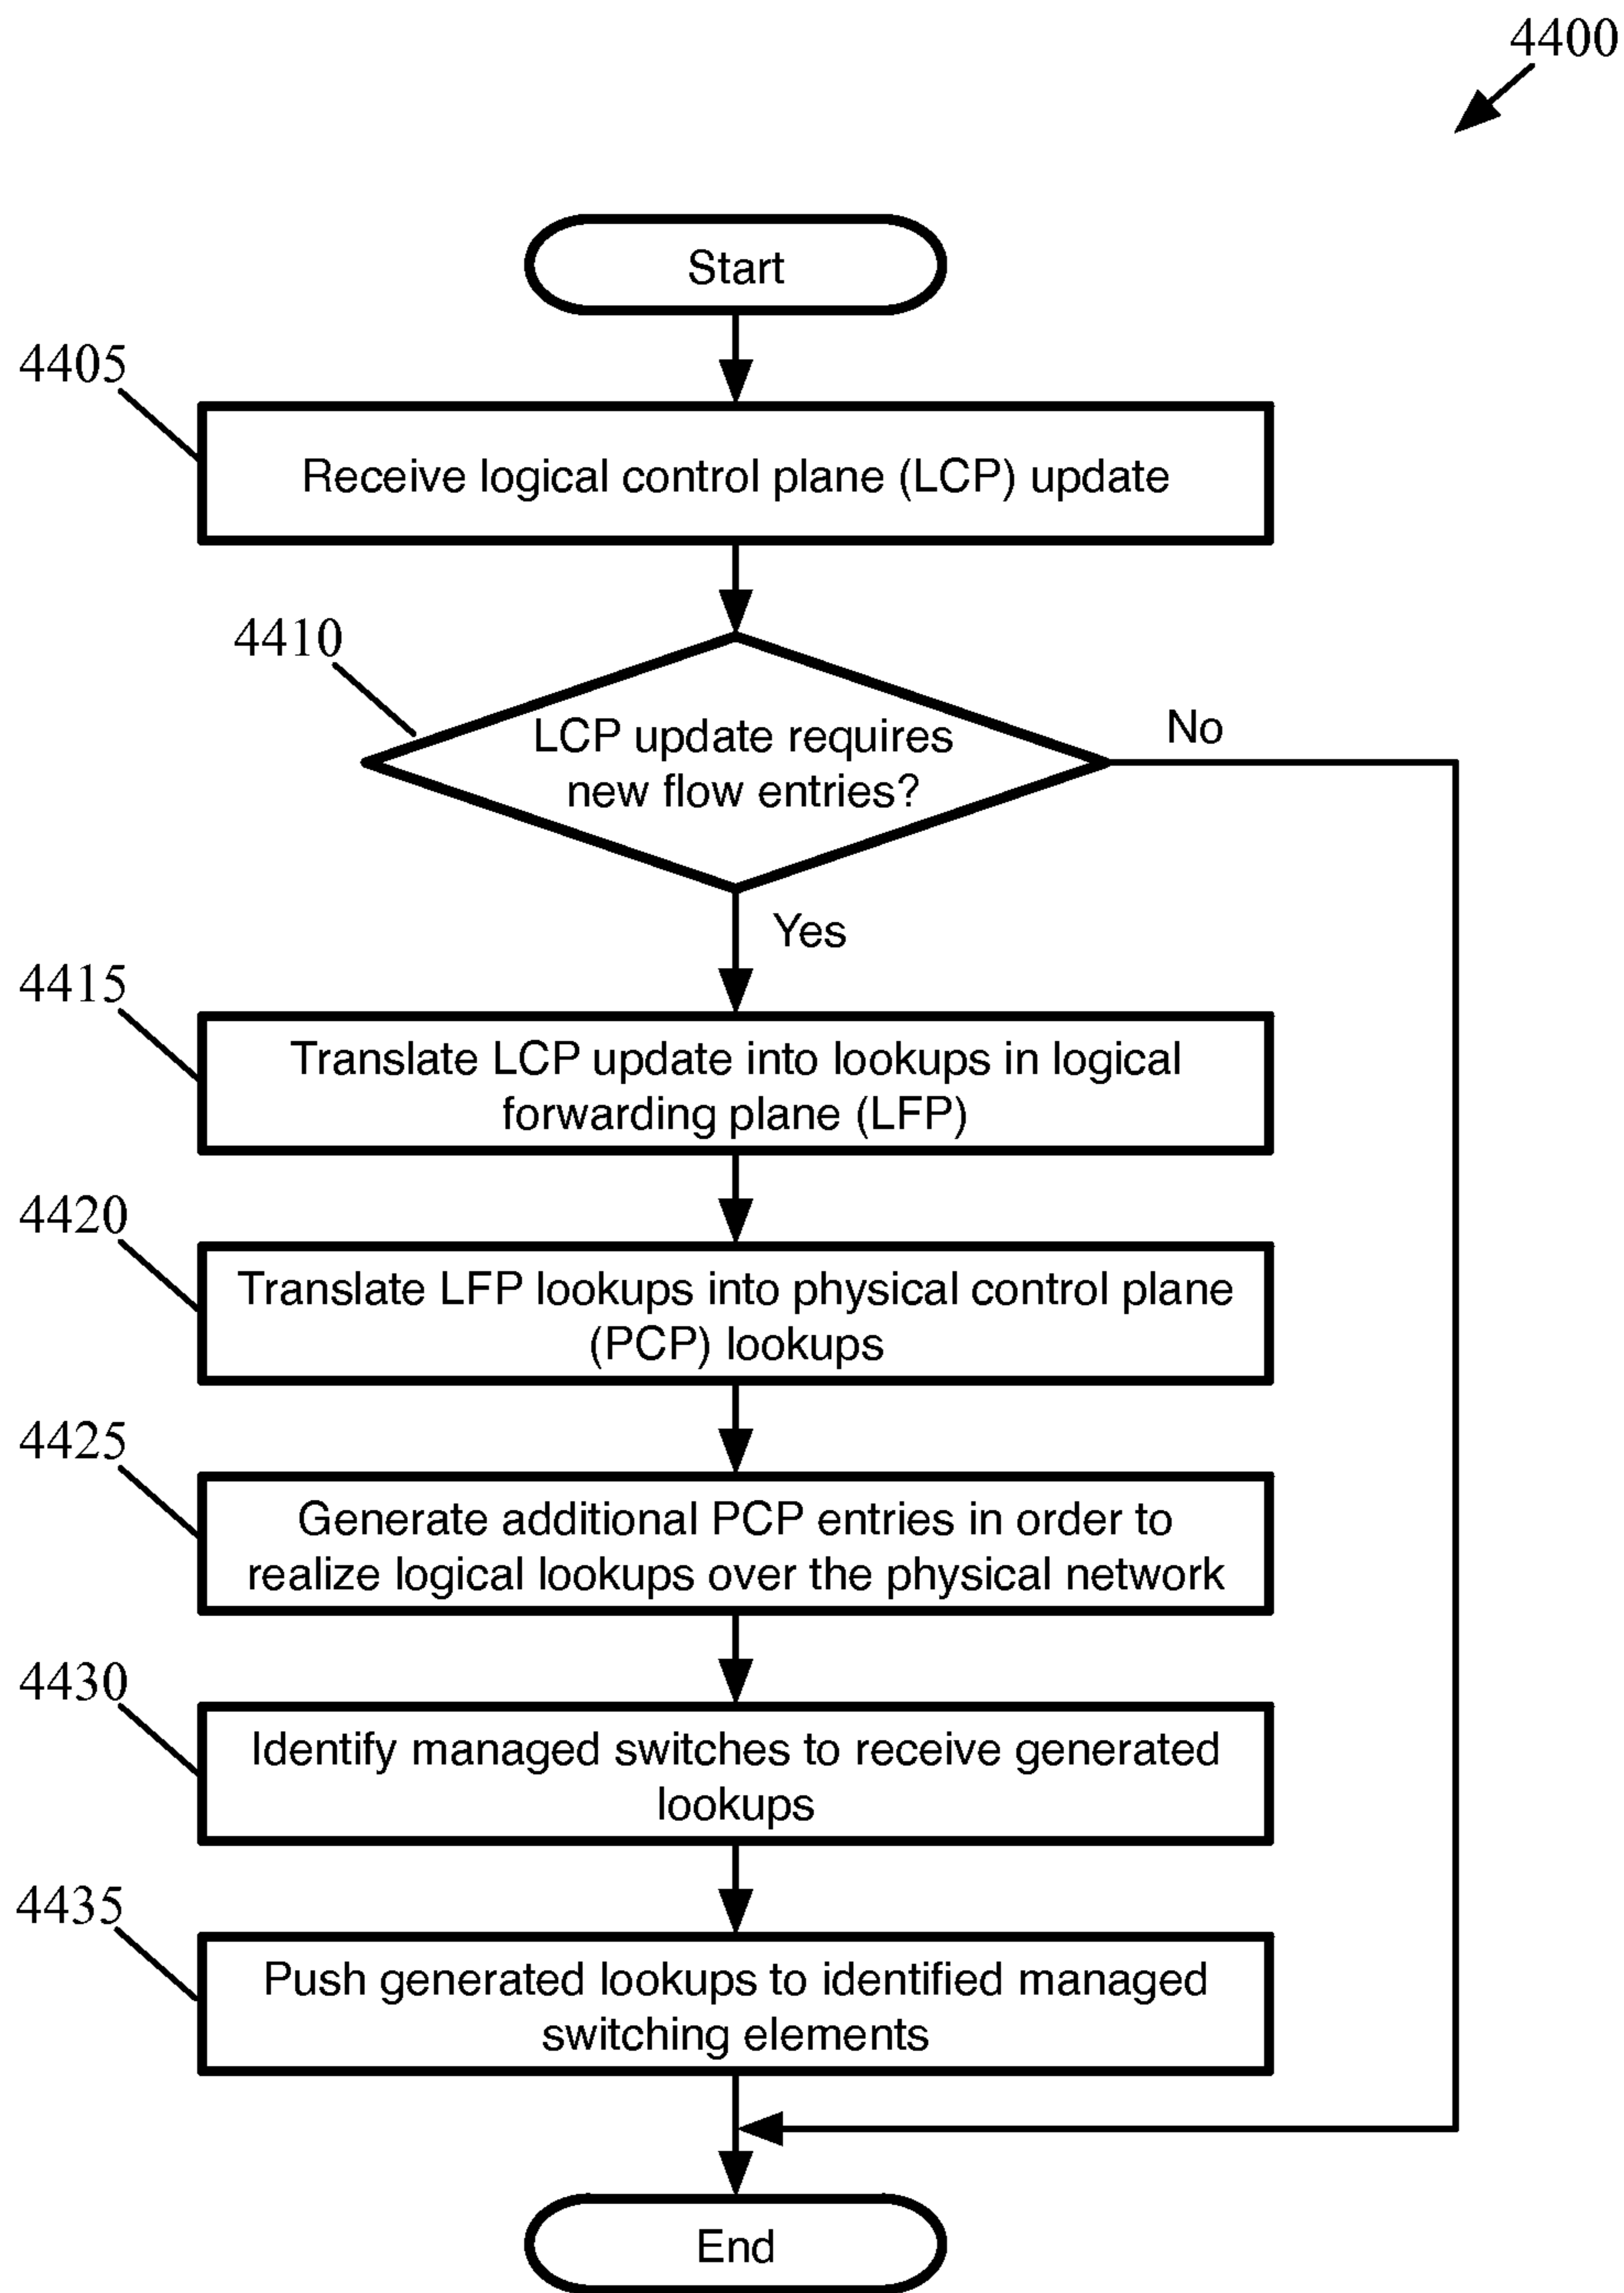 4400
Start
4405
Receive logical control plane (LCP) update
4410
LCP update requires
new flow entries?
No
Yes
4415
Translate LCP update into lookups in logical
forwarding plane (LFP)
4420
Translate LFP lookups into physical control plane
(PCP) lookups
4425
Generate additional PCP entries in order to
realize logical lookups over the physical network
4430
Identify managed switches to receive generated
lookups
4435
Push generated lookups to identified managed
switching elements
End